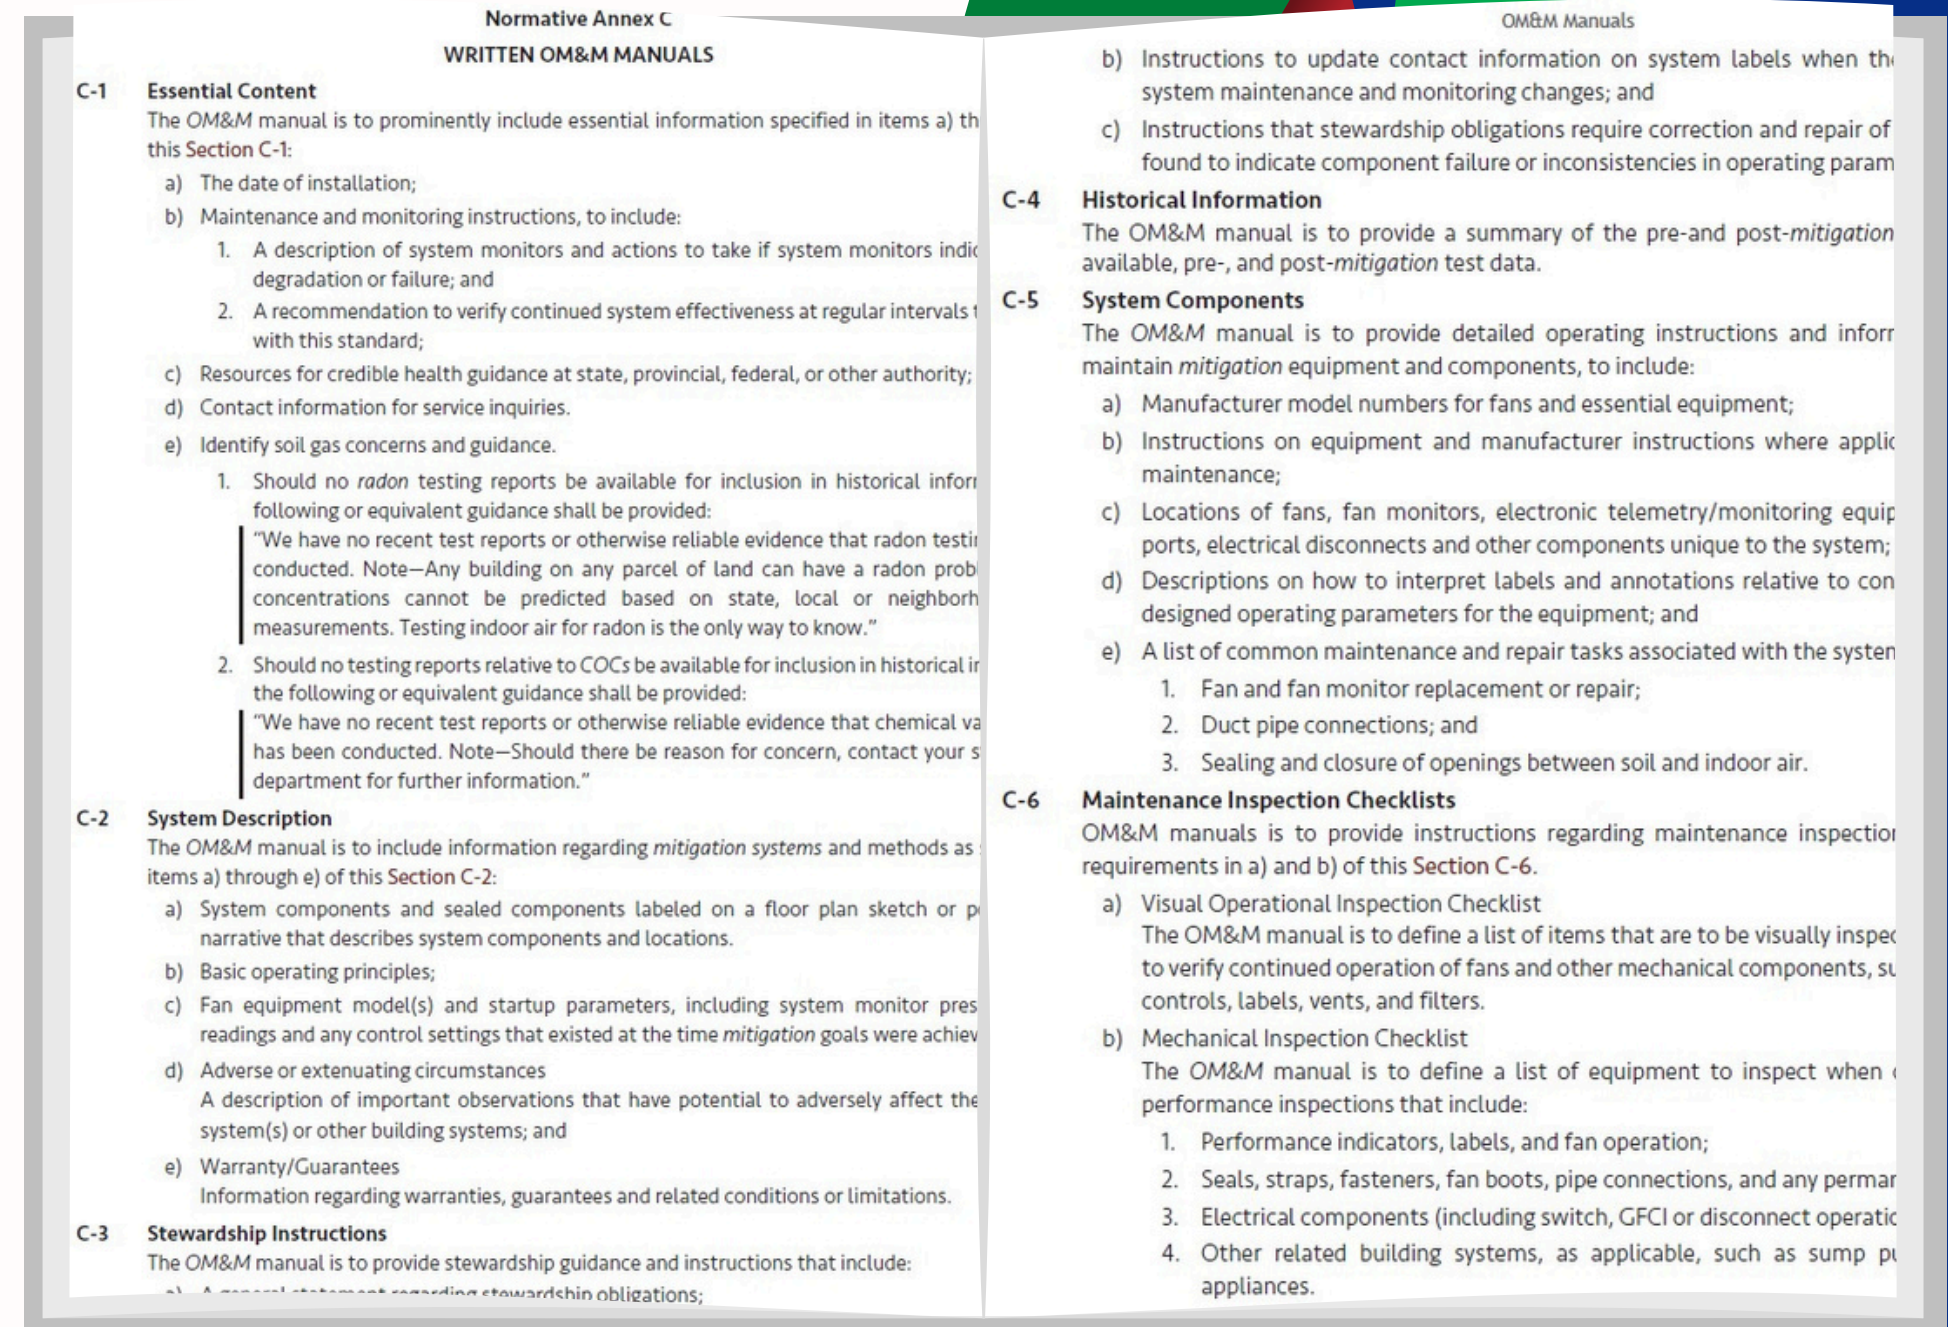 Normative Annex C
WRITTEN OM&M MANUALS
C-1 Essential Content
The OM&M manual is to prominently include essential information specified in items a)
this Section C-1:
a) The date of installation;
b) Maintenance and monitoring instructions, to include:
1. A description of system monitors and actions to take if system monitors
degradation or failure; and
2. A recommendation to verify continued system effectiveness at regular intervals
with this standard;
c) Resources for credible health guidance at state, provincial, federal, or other authority;
d) Contact information for service inquiries.
e) Identify soil gas concerns and guidance.
1. Should no radon testing reports be available for inclusion in historical
following or equivalent guidance shall be provided:
“We have no recent test reports or otherwise reliable evidence that radon
conducted. Note—Any building on any parcel of land can have a radon
concentrations cannot be predicted based on state, local or
measurements. Testing indoor air for radon is the only way to know.”
2. Should no testing reports relative to COCs be available for inclusion in historical
the following or equivalent guidance shall be provided:
“We have no recent test reports or otherwise reliable evidence that chemical
has been conducted. Note—Should there be reason for concern, contact your
department for further information.”
C-2 System Description
The OM&M manual is to include information regarding mitigation systems and methods as
items a) through e) of this Section C-2:
a) System components and sealed components labeled on a floor plan sketch or
narrative that describes system components and locations.
b) Basic operating principles;
c) Fan equipment model(s) and startup parameters, including system monitor
readings and any control settings that existed at the time mitigation goals were
d) Adverse or extenuating circumstances
A description of important observations that have potential to adversely affect the
system(s) or other building systems; and
e) Warranty/Guarantees
Information regarding warranties, guarantees and related conditions or limitations.
C-3 Stewardship Instructions
The OM&M manual is to provide stewardship guidance and instructions that include:
a) A general statement regarding stewardship obligations;
OM&M Manuals
b) Instructions to update contact information on system labels when
system maintenance and monitoring changes; and
c) Instructions that stewardship obligations require correction and repair of
found to indicate component failure or inconsistencies in operating
C-4 Historical Information
The OM&M manual is to provide a summary of the pre-and post-mitigation
available, pre-, and post-mitigation test data.
C-5 System Components
The OM&M manual is to provide detailed operating instructions and
maintain mitigation equipment and components, to include:
a) Manufacturer model numbers for fans and essential equipment;
b) Instructions on equipment and manufacturer instructions where
maintenance;
c) Locations of fans, fan monitors, electronic telemetry/monitoring
ports, electrical disconnects and other components unique to the system;
d) Descriptions on how to interpret labels and annotations relative to
designed operating parameters for the equipment; and
e) A list of common maintenance and repair tasks associated with the
1. Fan and fan monitor replacement or repair;
2. Duct pipe connections; and
3. Sealing and closure of openings between soil and indoor air.
C-6 Maintenance Inspection Checklists
OM&M manuals is to provide instructions regarding maintenance
requirements in a) and b) of this Section C-6.
a) Visual Operational Inspection Checklist
The OM&M manual is to define a list of items that are to be visually
to verify continued operation of fans and other mechanical components,
controls, labels, vents, and filters.
b) Mechanical Inspection Checklist
The OM&M manual is to define a list of equipment to inspect when
performance inspections that include:
1. Performance indicators, labels, and fan operation;
2. Seals, straps, fasteners, fan boots, pipe connections, and any
3. Electrical components (including switch, GFCI or disconnect
4. Other related building systems, as applicable, such as sump
appliances.